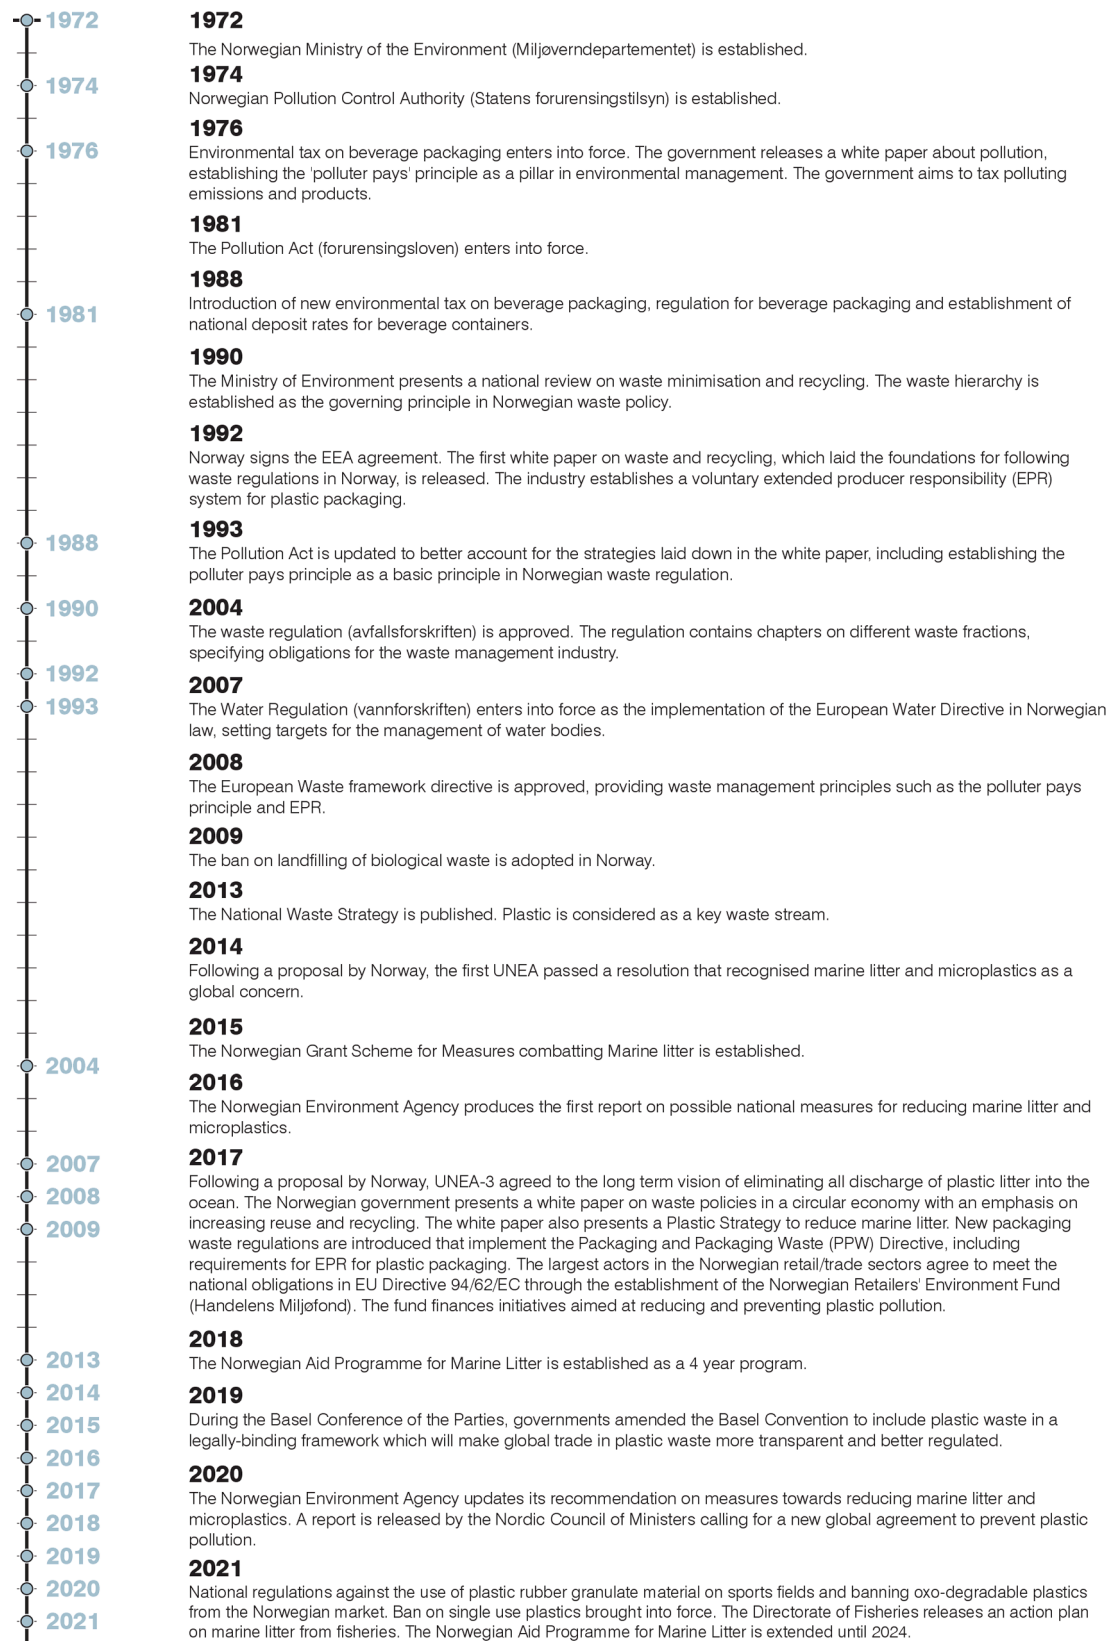 1972
1972
The Norwegian Ministry of the Environment (Miljøverndepartementet) is established.
1974
1974
Norwegian Pollution Control Authority (Statens forurensingstilsyn) is established.
1976
1976
Environmental tax on beverage packaging enters into force. The government releases a white paper about pollution,
establishing the 'polluter pays' principle as a pillar in environmental management. The government aims to tax polluting
emissions and products.
1981
The Pollution Act (forurensingsloven) enters into force.
1988
Introduction of new environmental tax on beverage packaging, regulation for beverage packaging and establishment of
1981
national deposit rates for beverage containers.
1990
The Ministry of Environment presents a national review on waste minimisation and recycling. The waste hierarchy is
established as the governing principle in Norwegian waste policy.
1992
Norway signs the EEA agreement. The first white paper on waste and recycling, which laid the foundations for following
waste regulations in Norway, is released. The industry establishes a voluntary extended producer responsibility (EPR)
system for plastic packaging.
1993
1988
The Pollution Act is updated to better account for the strategies laid down in the white paper, including establishing the
polluter pays principle as a basic principle in Norwegian waste regulation.
1990
2004
The waste regulation (avfallsforskriften) is approved. The regulation contains chapters on different waste fractions,
specifying obligations for the waste management industry.
1992
2007
1993
The Water Regulation (vannforskriften) enters into force as the implementation of the European Water Directive in Norwegian
law, setting targets for the management of water bodies.
2008
The European Waste framework directive is approved, providing waste management principles such as the polluter pays
principle and EPR.
2009
The ban on landfilling of biological waste is adopted in Norway.
2013
The National Waste Strategy is published. Plastic is considered as a key waste stream.
2014
Following a proposal by Norway, the first UNEA passed a resolution that recognised marine litter and microplastics as a
global concern.
2015
The Norwegian Grant Scheme for Measures combatting Marine litter is established.
2004
2016
The Norwegian Environment Agency produces the first report on possible national measures for reducing marine litter and
microplastics.
2017
2007
Following a proposal by Norway, UNEA-3 agreed to the long term vision of eliminating all discharge of plastic litter into the
2008
ocean. The Norwegian government presents a white paper on waste policies in a circular economy with an emphasis on
increasing reuse and recycling. The white paper also presents a Plastic Strategy to reduce marine litter. New packaging
2009
waste regulations are introduced that implement the Packaging and Packaging Waste (PPW) Directive, including
requirements for EPR for plastic packaging. The largest actors in the Norwegian retail/trade sectors agree to meet the
national obligations in EU Directive 94/62/EC through the establishment of the Norwegian Retailers' Environment Fund
(Handelens Miljøfond). The fund finances initiatives aimed at reducing and preventing plastic pollution.
2018
2013
The Norwegian Aid Programme for Marine Litter is established as a 4 year program.
2014
2019
During the Basel Conference of the Parties, governments amended the Basel Convention to include plastic waste in a
2015
legally-binding framework which will make global trade in plastic waste more transparent and better regulated.
2016
2020
2017
The Norwegian Environment Agency updates its recommendation on measures towards reducing marine litter and
microplastics. A report is released by the Nordic Council of Ministers calling for a new global agreement to prevent plastic
2018
pollution.
2019
2021
2020
National regulations against the use of plastic rubber granulate material on sports fields and banning oxo-degradable plastics
from the Norwegian market. Ban on single use plastics brought into force. The Directorate of Fisheries releases an action plan
2021
on marine litter from fisheries. The Norwegian Aid Programme for Marine Litter is extended until 2024.